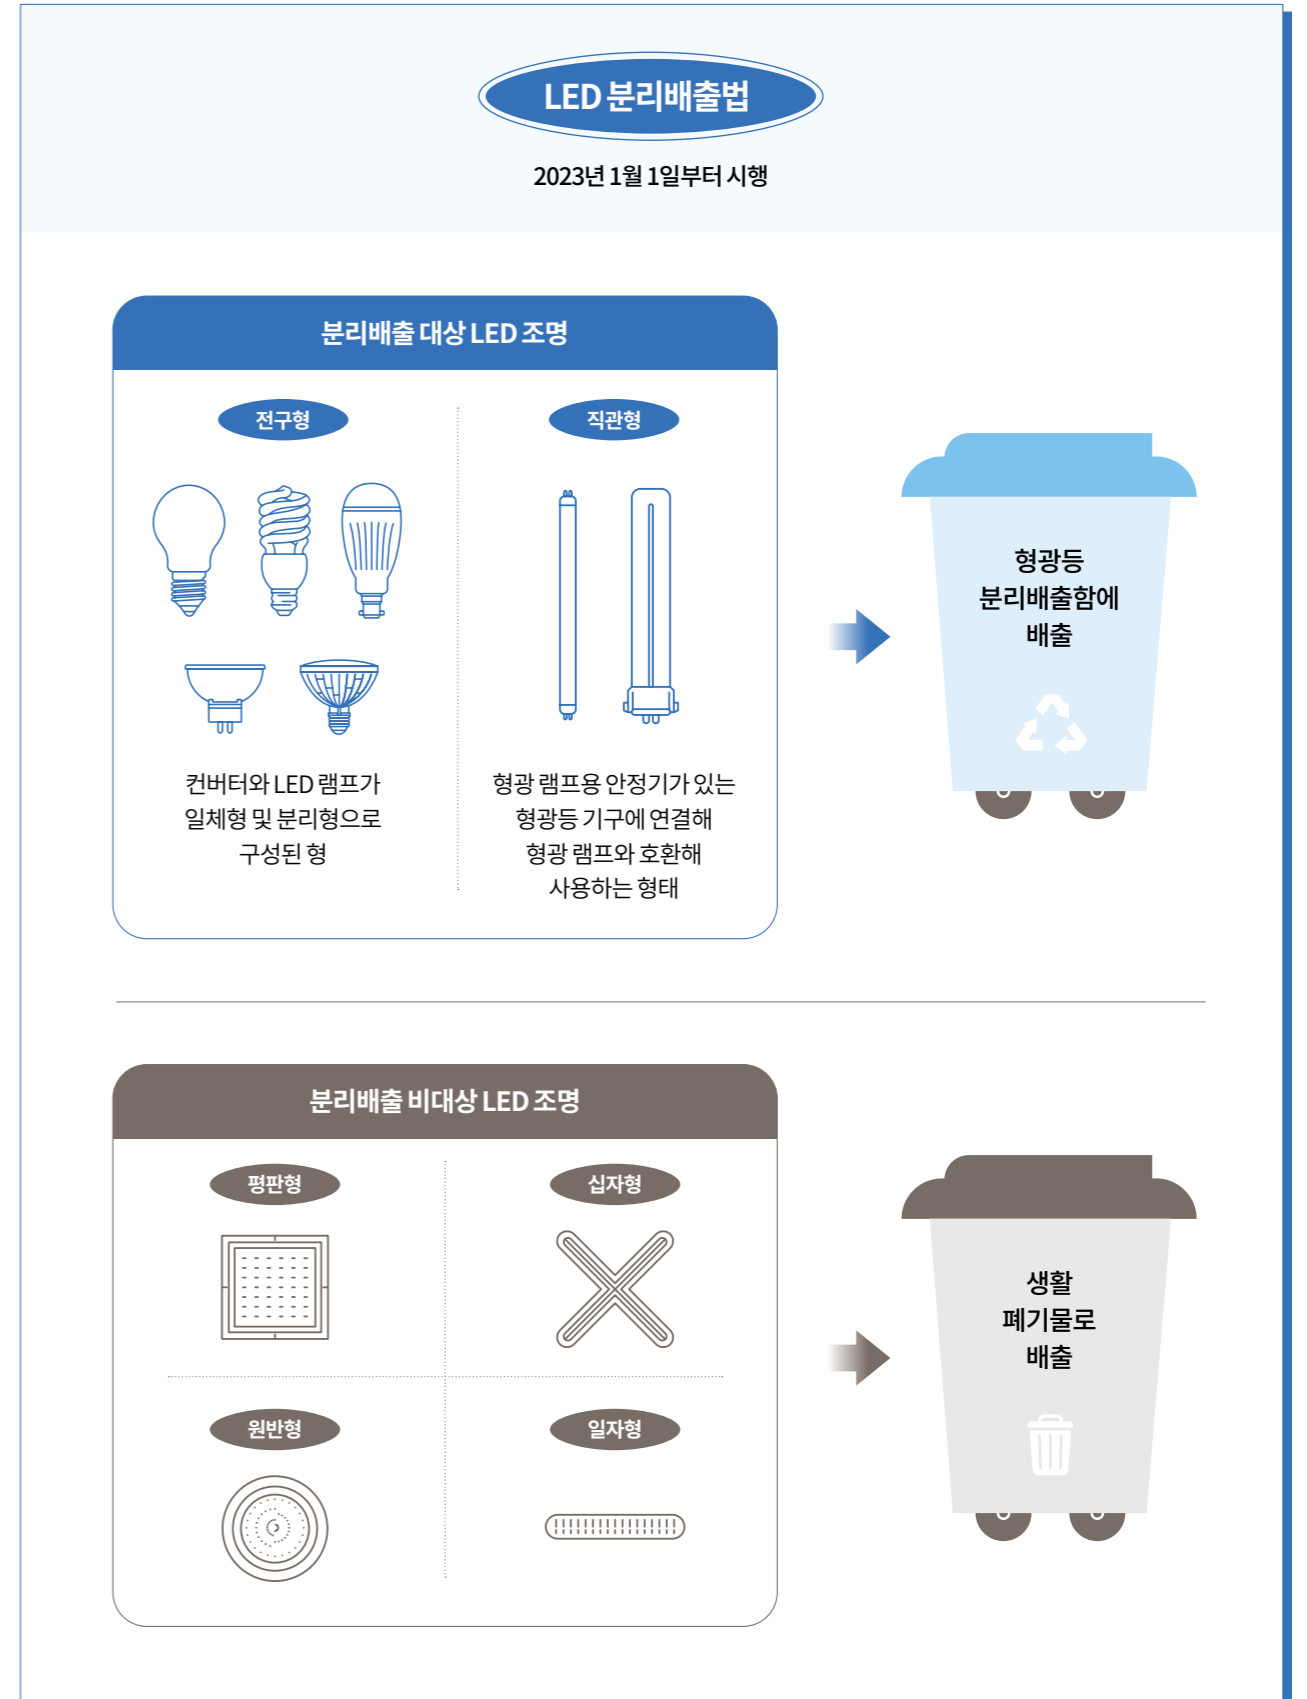 LED 분리배출법
2023년 1월 1일부터 시행
분리배출 대상 LED 조명
전구형
컨버터와 LED 램프가
일체형 및 분리형으로
구성된 형
직관형
형광 램프용 안정기가 있는
형광등 기구에 연결해
형광 램프와 호환해
사용하는 형태
형광등
분리배출함에
배출
분리배출 비대상 LED 조명
평판형
십자형
원반형
일자형
생활
폐기물로
배출